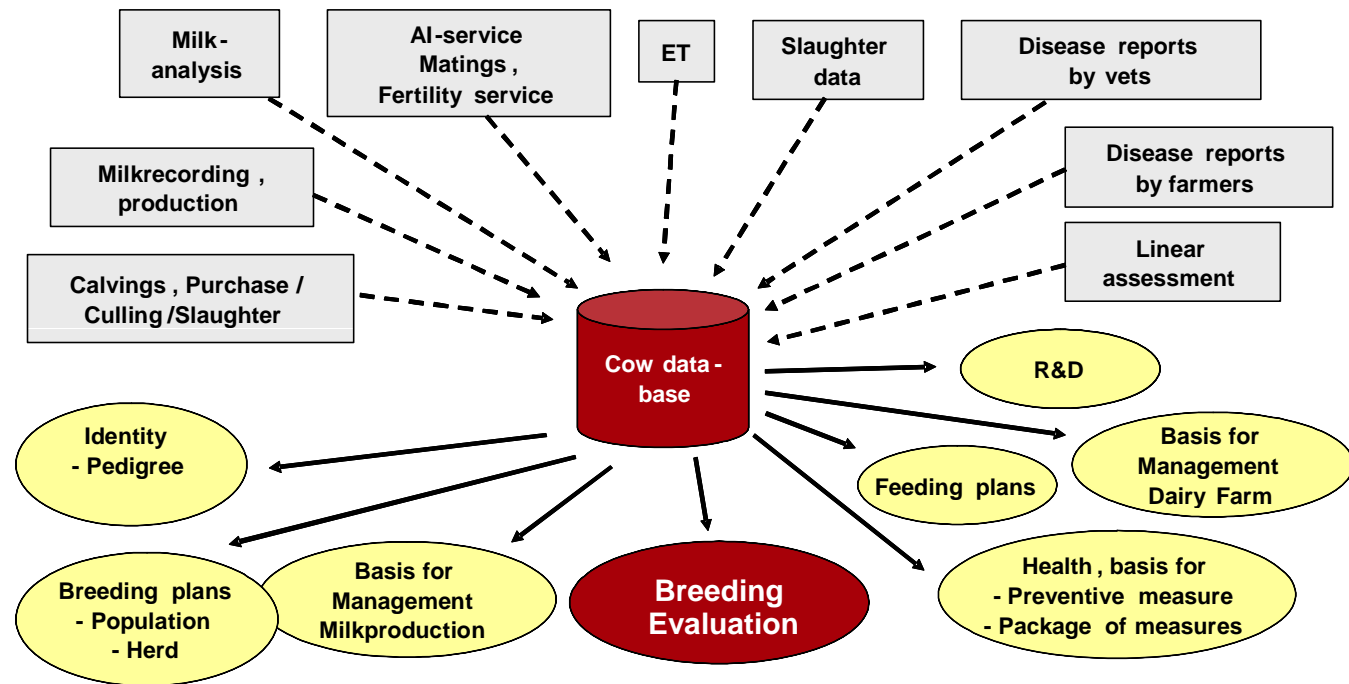 Milk-
analysis
AI-service
Matings ,
Fertility service
ET
Slaughter
data
Disease reports
by vets
Milkrecording ,
production
Disease reports
by farmers
Calvings , Purchase /
Culling /Slaughter
Linear
assessment
Cow data -
base
R&D
Identity
- Pedigree
Basis for
Management
Dairy Farm
Feeding plans
Breeding plans
- Population
- Herd
Basis for
Management
Milkproduction
Breeding
Evaluation
Health , basis for
- Preventive measure
- Package of measures